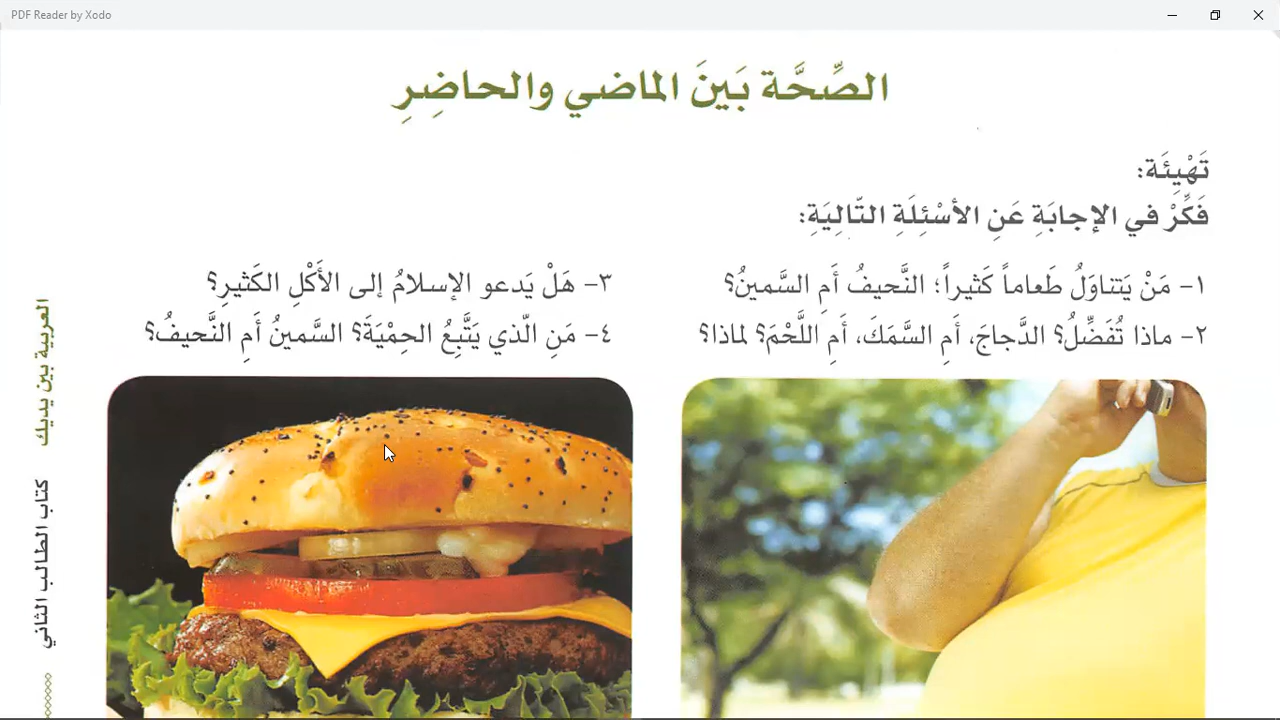 PDF Reader by Xodo
الصِّحَّة بَينَ الماضي والحاضِرِ
تَهْيِئَة:
فَكِّرْ في الإجابَةِ عَنِ الأسْئِلَةِ التّالِيَةِ:
١- مَنْ يَتناوَلُ طَعاماً كَثيراً؛ النَّحيفُ أَمِ السَّمينُ؟
٢- ماذا تُفَضِّلُ؟ الدَّجاجَ، أَمِ السَّمَكَ، أَمِ اللَّحْمَ؟ لماذا؟
٣- هَلْ يَدعو الإسلامُ إلى الأَكْلِ الكَثيرِ؟
٤- مَنِ الّذي يَتَّبِعُ الحِمْيَةَ؟ السَّمينُ أَمِ النَّحيفُ؟
العربية بين يديك
كتاب الطالب الثاني